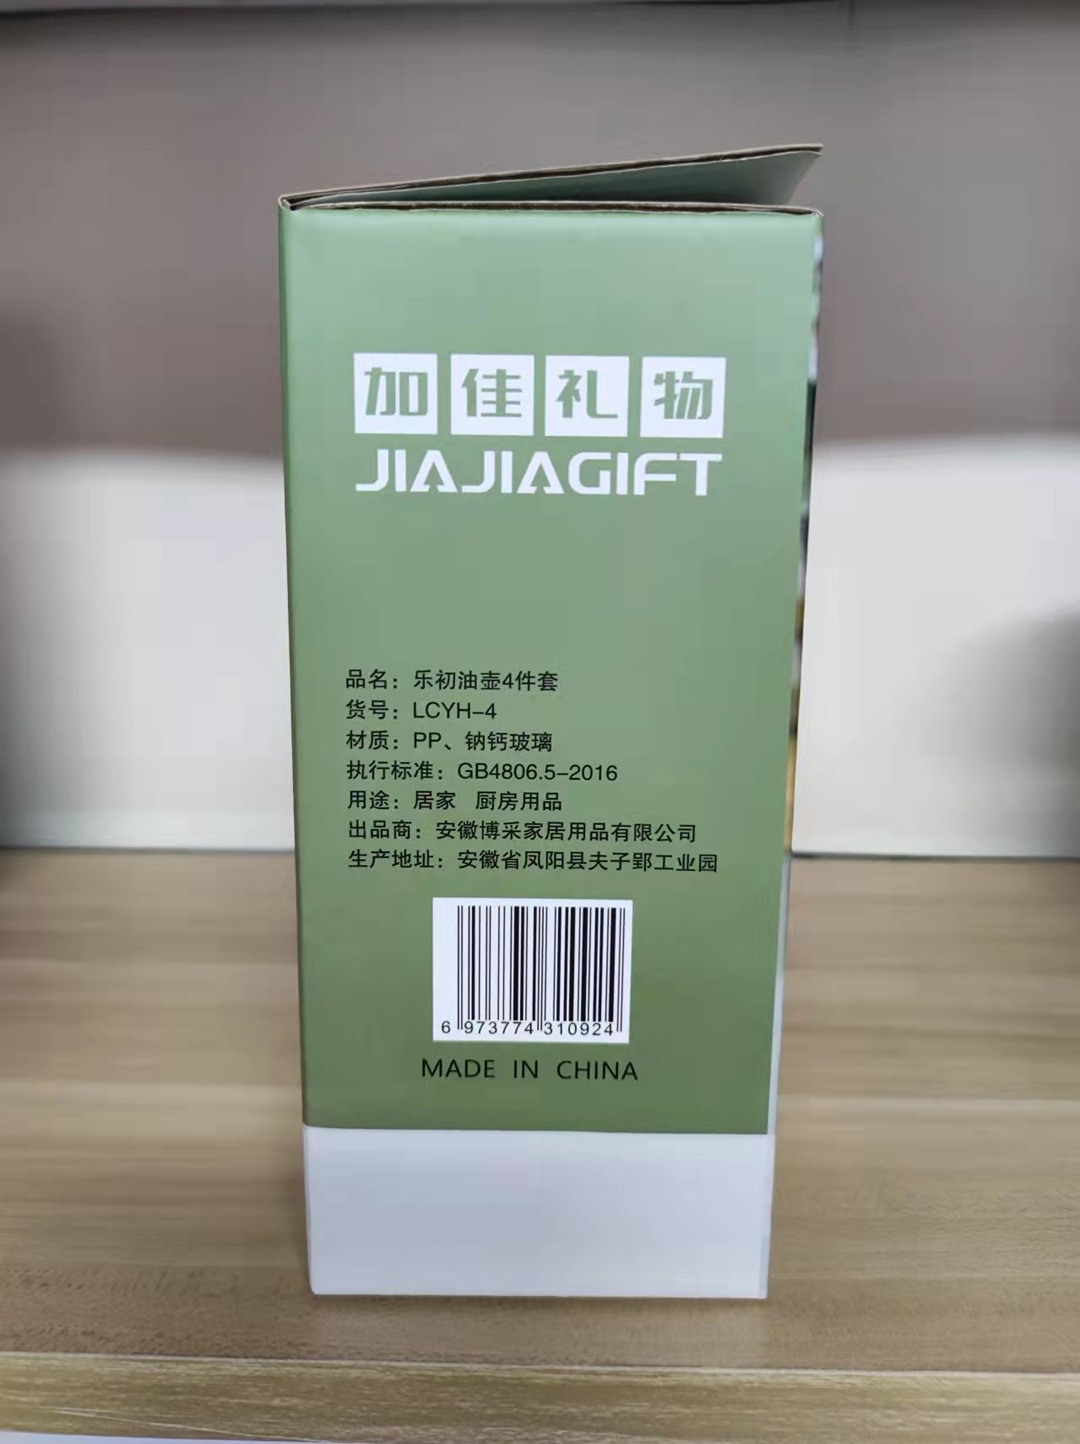 加佳礼物
JIAJIAGIFT
品名：乐初油壶4件套
货号：LCYH-4
材质：PP、钠钙玻璃
执行标准：GB4806.5-2016
用途：居家 厨房用品
出品商：安徽博采家居用品有限公司
生产地址：安徽省凤阳县夫子郢工业园
6 973774 310924
MADE IN CHINA